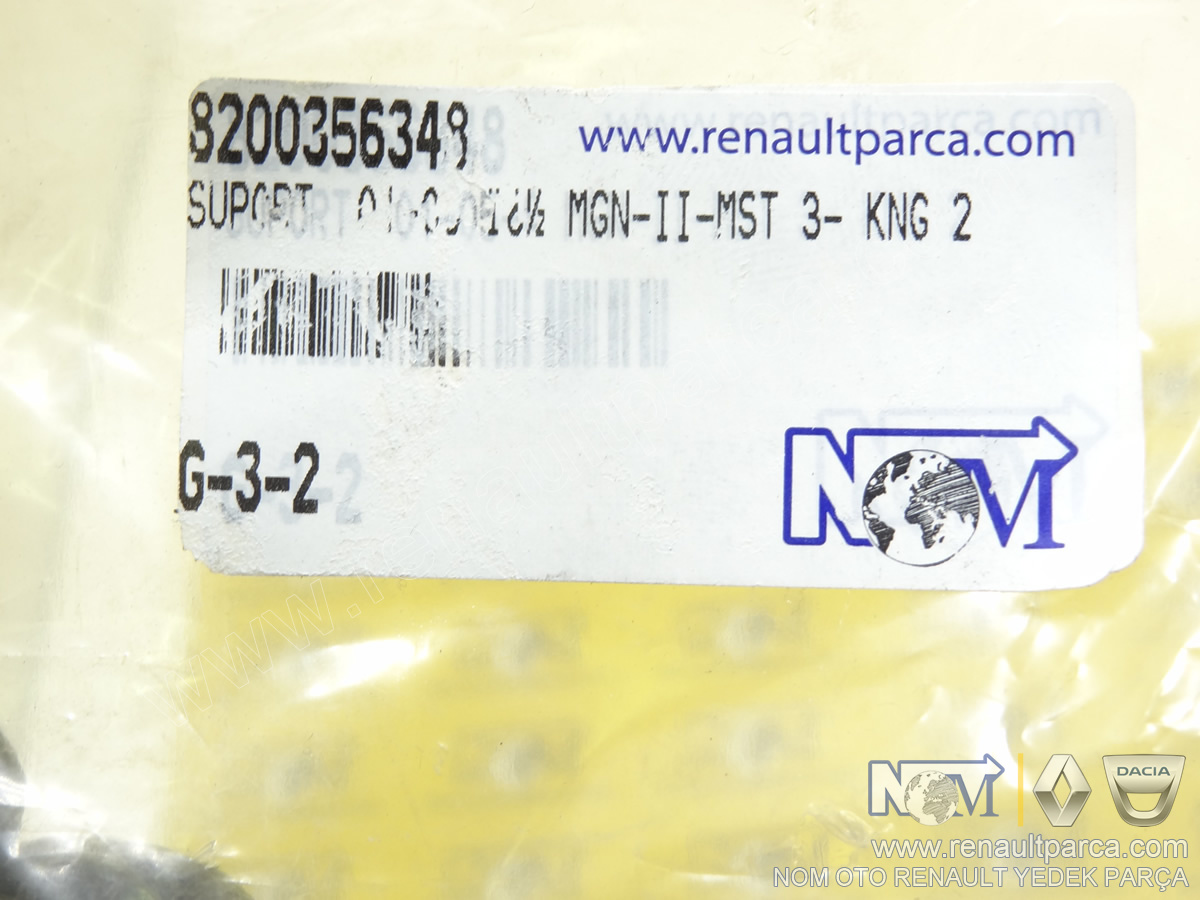 8200356348
www.renaultparca.com
SUPORT MGN-II-MST 3- KNG 2
G-3-2
NOM
NOM
DACIA
www.renaultparca.com
NOM OTO RENAULT YEDEK PARÇA